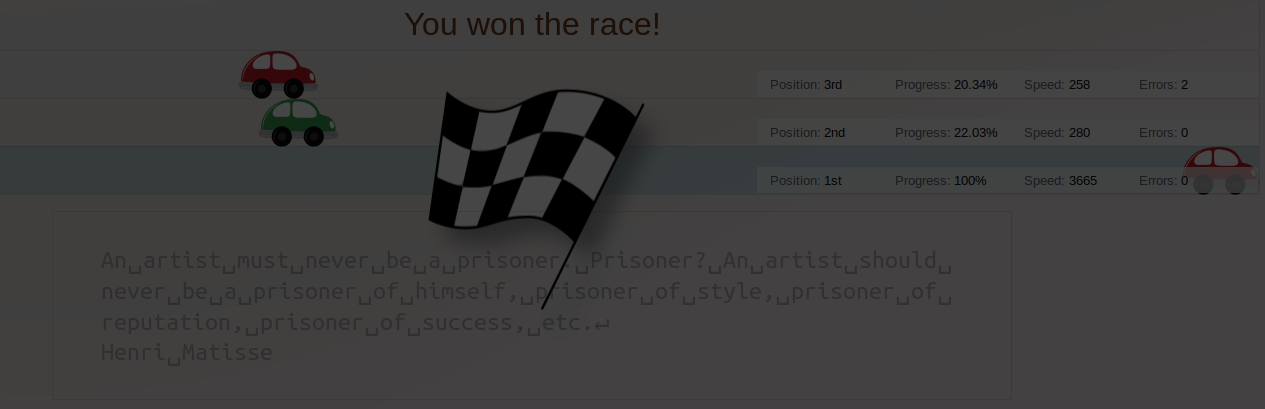 You won the race!
Position: 3rd Progress: 20.34% Speed: 258 Errors: 2
Position: 2nd Progress: 22.03% Speed: 280 Errors: 0
Position: 1st Progress: 100% Speed: 3665 Errors: 0
An␣artist␣must␣never␣be␣a␣prisoner.␣Prisoner?␣An␣artist␣should␣
never␣be␣a␣prisoner␣of␣himself,␣prisoner␣of␣style,␣prisoner␣of␣
reputation,␣prisoner␣of␣success,␣etc.↵
Henri␣Matisse